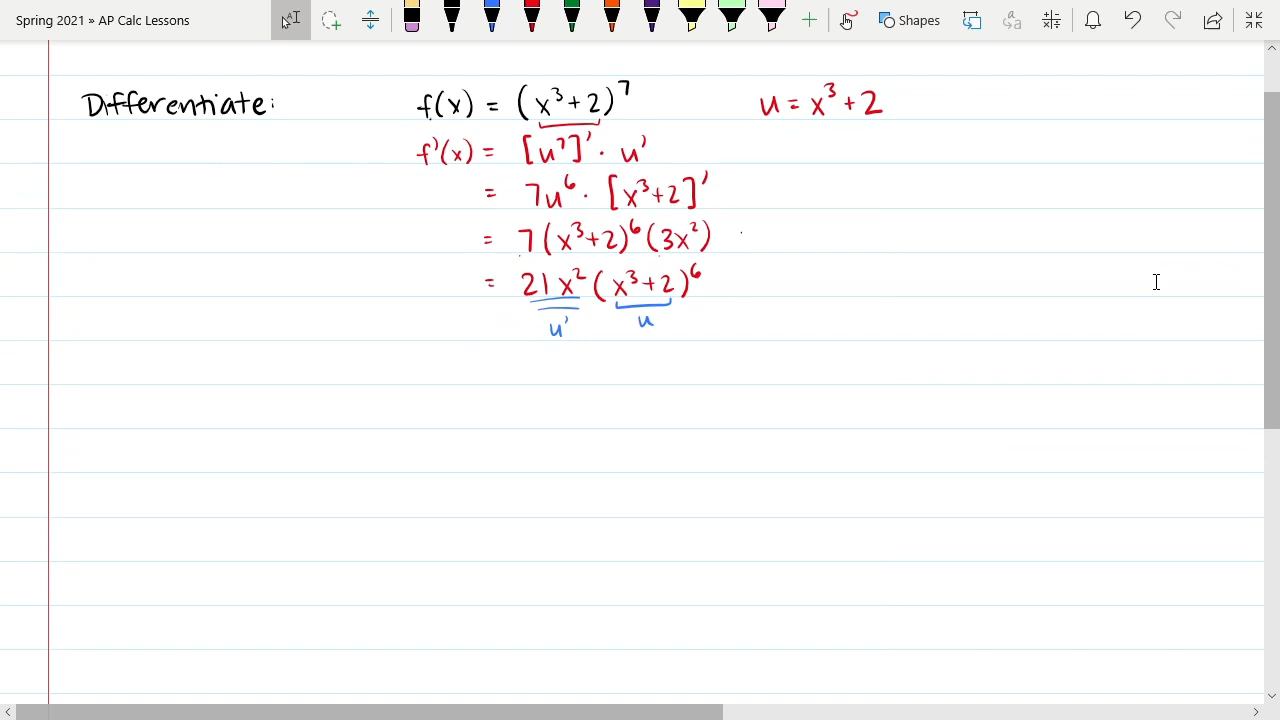 Spring 2021 » AP Calc Lessons
Shapes
Differentiate: f(x) = (x³+2)⁷ u = x³+2
f'(x) = [u⁷]' · u'
= 7u⁶ · [x³+2]'
= 7(x³+2)⁶(3x²)
= 21x²(x³+2)⁶
u' u